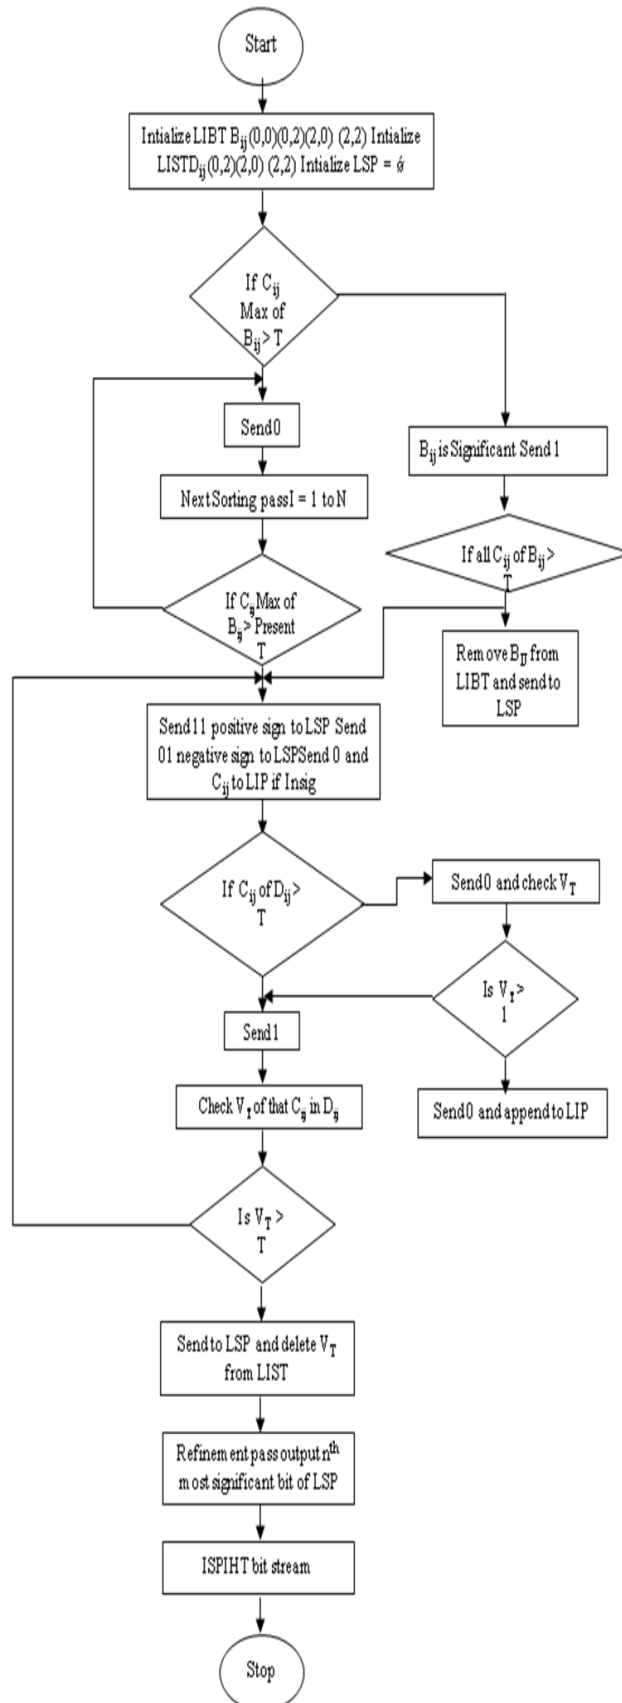 Start
Intialize LIBT Bij(0,0)(0,2)(2,0) (2,2) Intialize
LISTDij(0,2)(2,0) (2,2) Intialize LSP = ǿ
If Cij
Max of
Bij> T
Send 0
Bij is Significant Send 1
Next Sorting pass I = 1 to N
If all Cij of Bij>
T
If Cij Max of
Bij> Present
T
Remove BIJ from
LIBT and send to
LSP
Send 11 positive sign to LSP Send
01 negative sign to LSPSend 0 and
Cij to LIP if Insig
If Cij of Dij>
T
Send 0 and check VT
Is VT>
1
Send 1
Check VT of that Cij in Dij
Send 0 and append to LIP
Is VT>
T
Send to LSP and delete VT
from LIST
Refinement pass output nth
most significant bit of LSP
ISPIHT bit stream
Stop